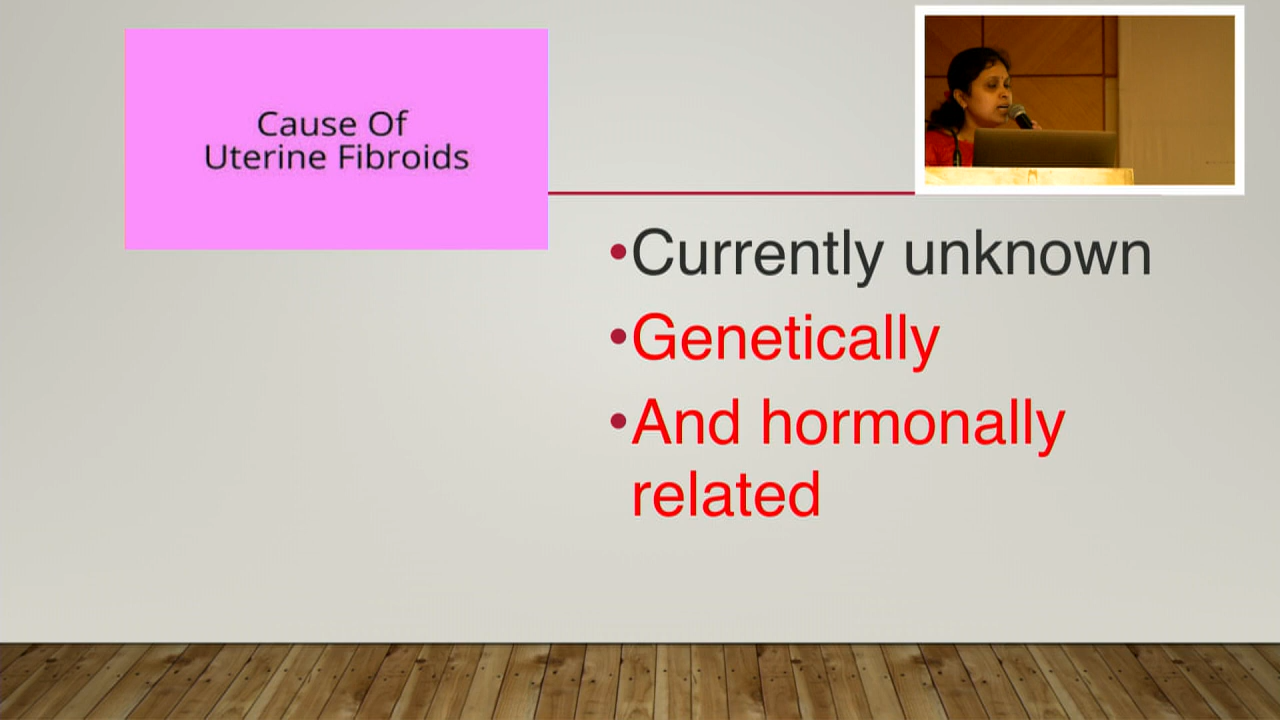 Cause Of
Uterine Fibroids
•Currently unknown
•Genetically
•And hormonally
related